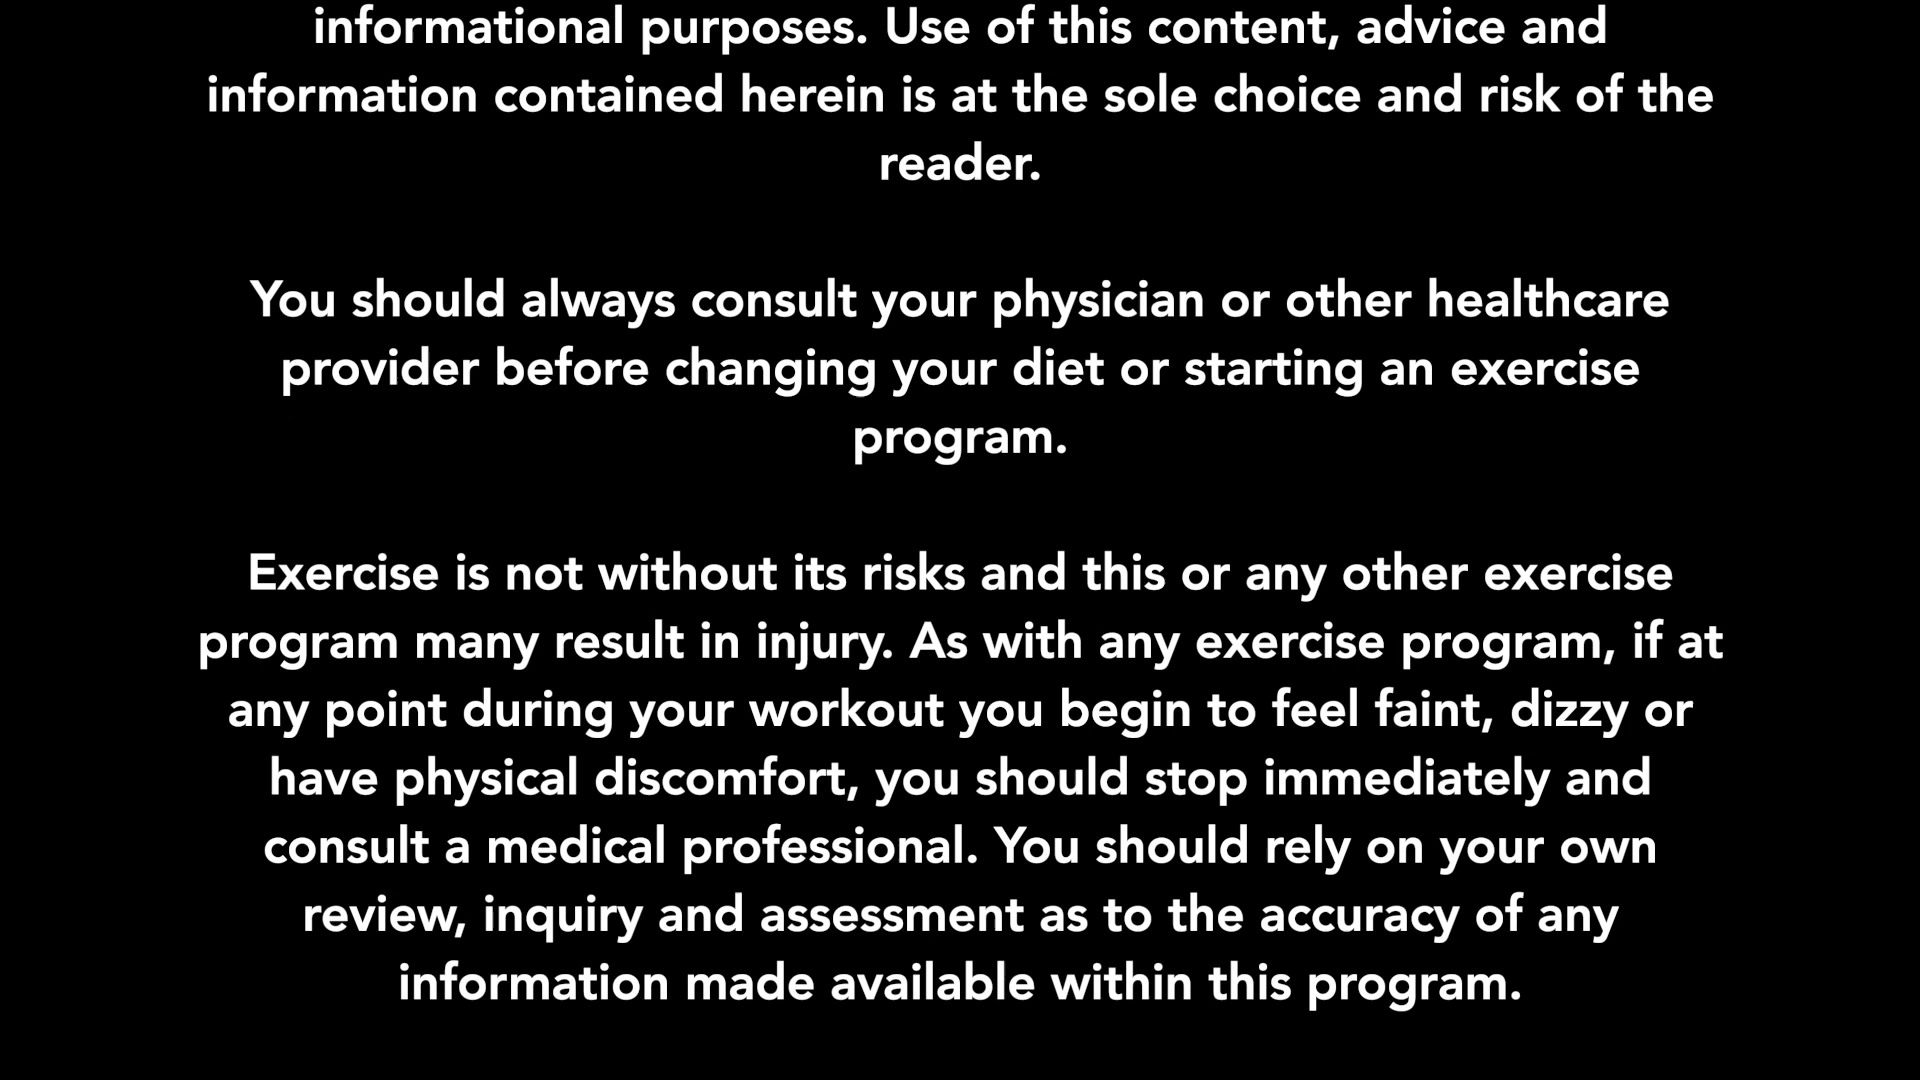 informational purposes. Use of this content, advice and
information contained herein is at the sole choice and risk of the
reader.
You should always consult your physician or other healthcare
provider before changing your diet or starting an exercise
program.
Exercise is not without its risks and this or any other exercise
program many result in injury. As with any exercise program, if at
any point during your workout you begin to feel faint, dizzy or
have physical discomfort, you should stop immediately and
consult a medical professional. You should rely on your own
review, inquiry and assessment as to the accuracy of any
information made available within this program.